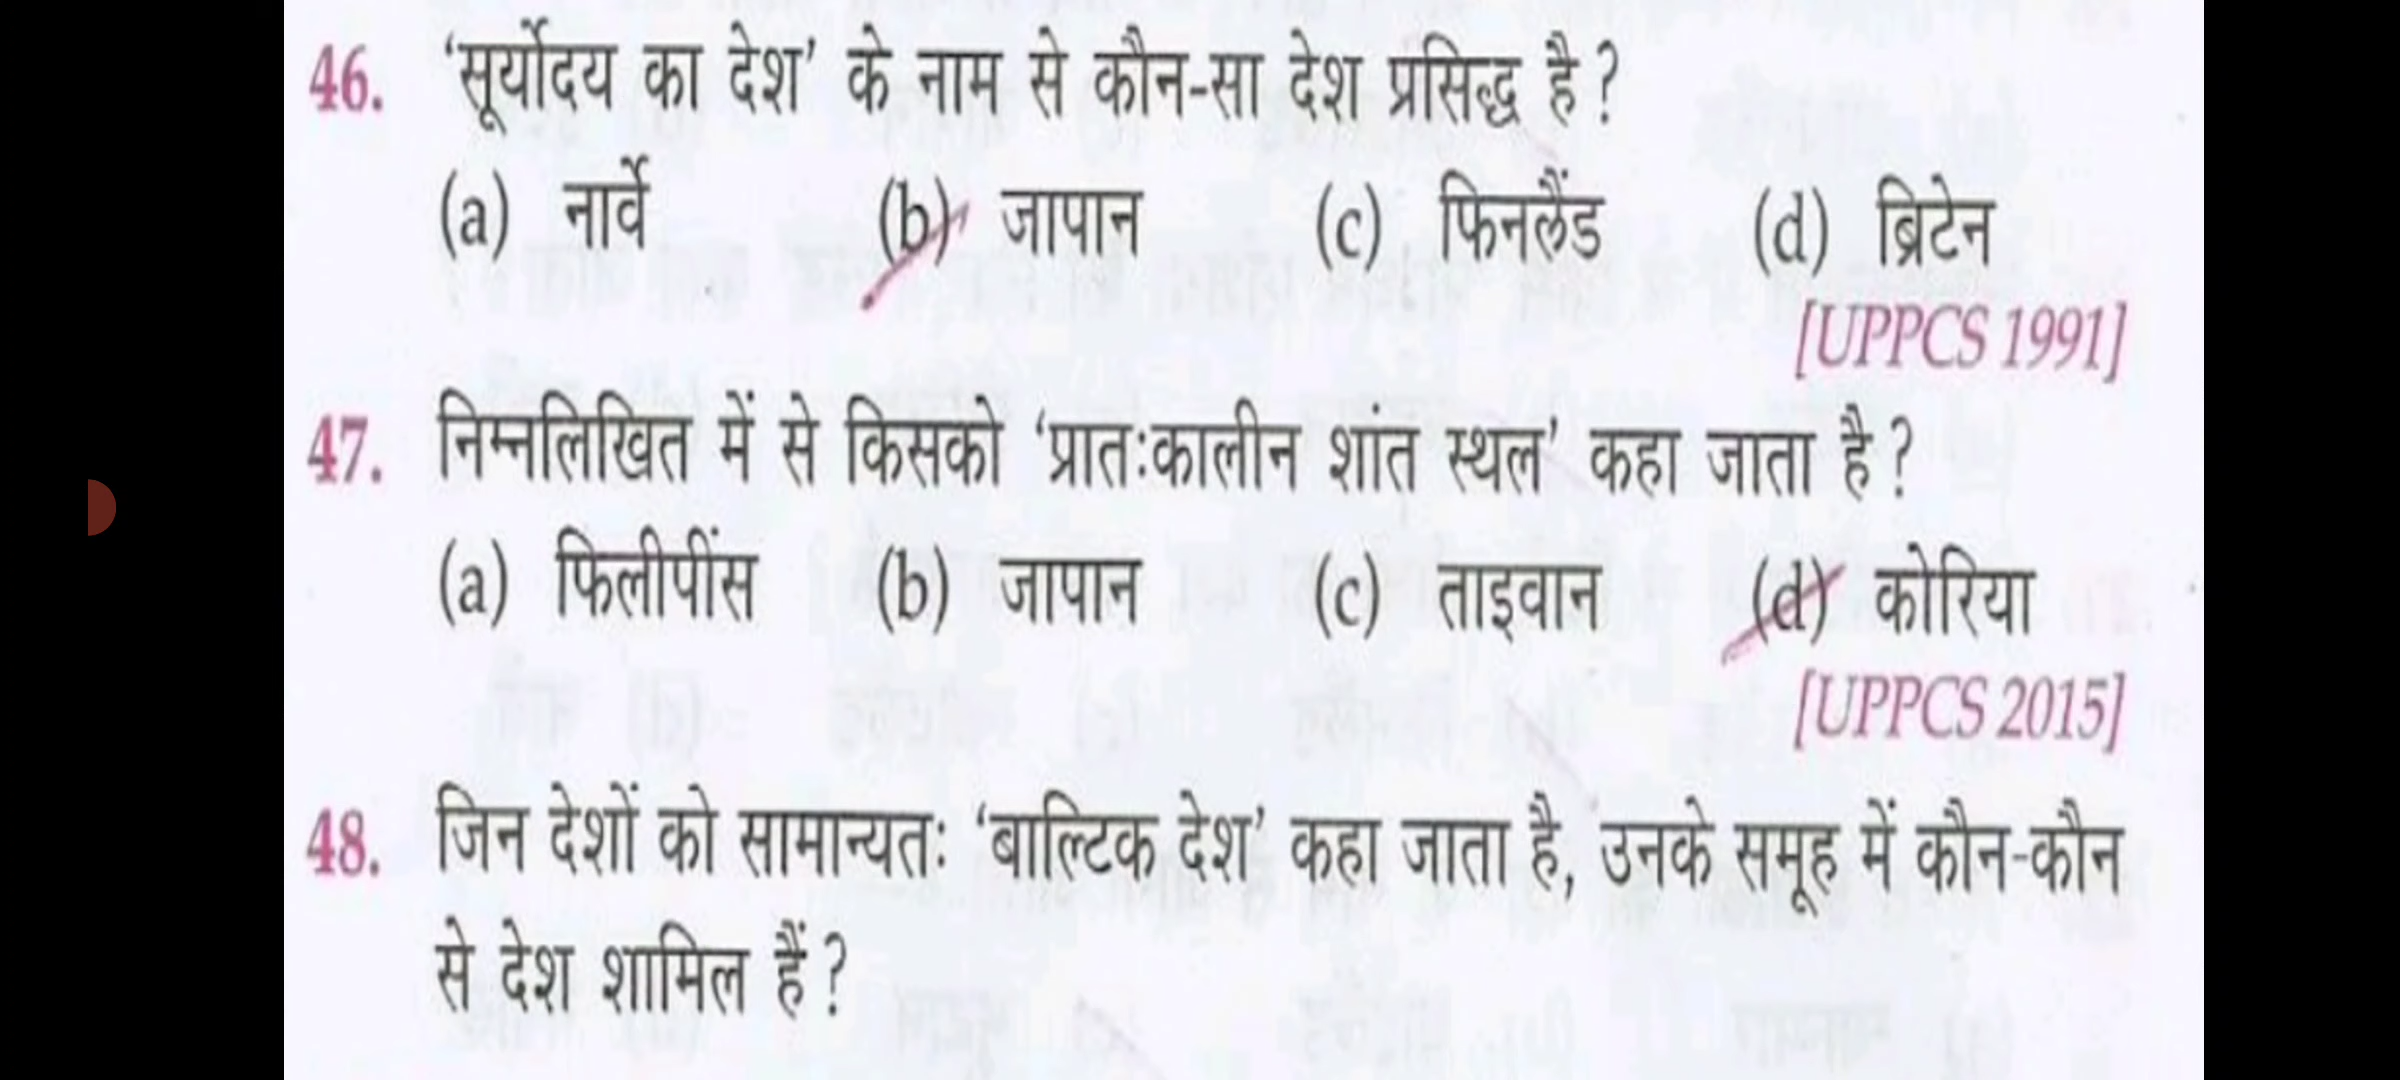 46. 'सूर्योदय का देश' के नाम से कौन-सा देश प्रसिद्ध है ?
(a) नार्वे (b) जापान (c) फिनलैंड (d) ब्रिटेन
[UPPCS 1991]
47. निम्नलिखित में से किसको 'प्रातःकालीन शांत स्थल' कहा जाता है ?
(a) फिलीपींस (b) जापान (c) ताइवान (d) कोरिया
[UPPCS 2015]
48. जिन देशों को सामान्यतः 'बाल्टिक देश' कहा जाता है, उनके समूह में कौन-कौन
से देश शामिल हैं ?